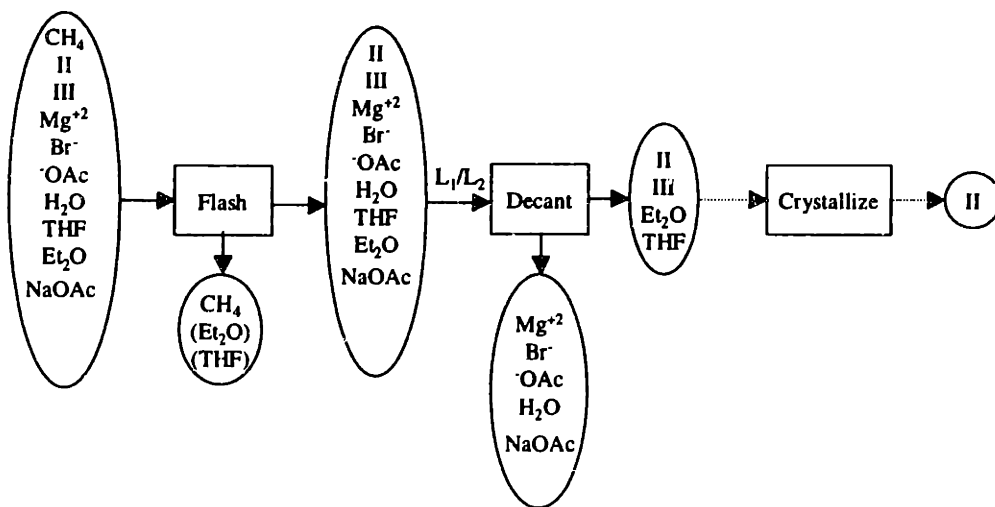 CH₄
II
III
Mg⁺²
Br⁻
⁻OAc
H₂O
THF
Et₂O
NaOAc
Flash
CH₄
(Et₂O)
(THF)
II
III
Mg⁺²
Br⁻
⁻OAc
H₂O
THF
Et₂O
NaOAc
L₁/L₂
Decant
Mg⁺²
Br⁻
⁻OAc
H₂O
NaOAc
II
III
Et₂O
THF
Crystallize
II